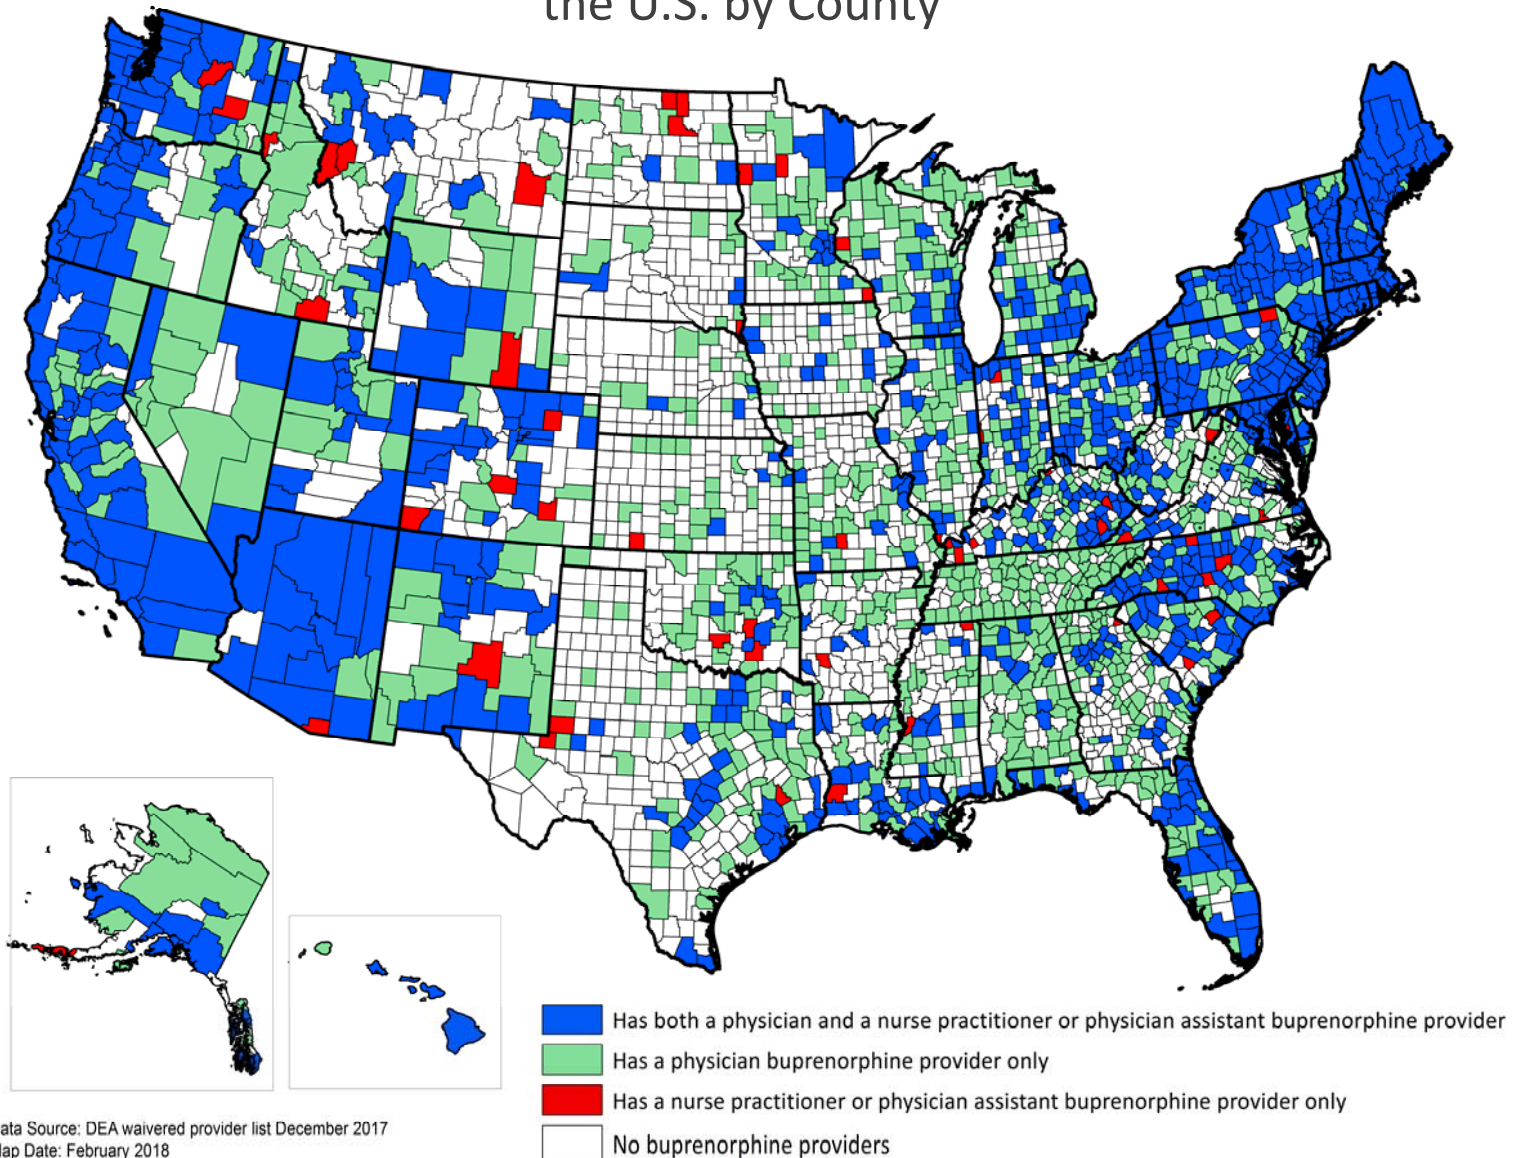 the U.S. by County
Has both a physician and a nurse practitioner or physician assistant buprenorphine provider
Has a physician buprenorphine provider only
Has a nurse practitioner or physician assistant buprenorphine provider only
No buprenorphine providers
ata Source: DEA waivered provider list December 2017
Map Date: February 2018